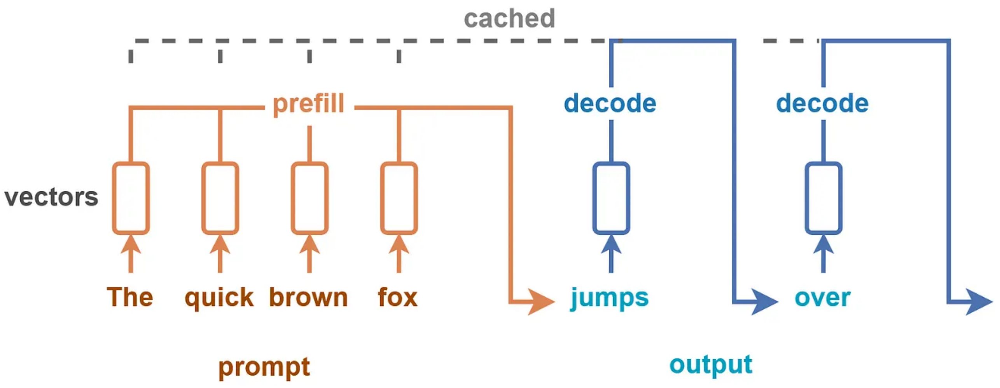 cached
prefill
decode decode
vectors
The quick brown fox jumps over
prompt
output